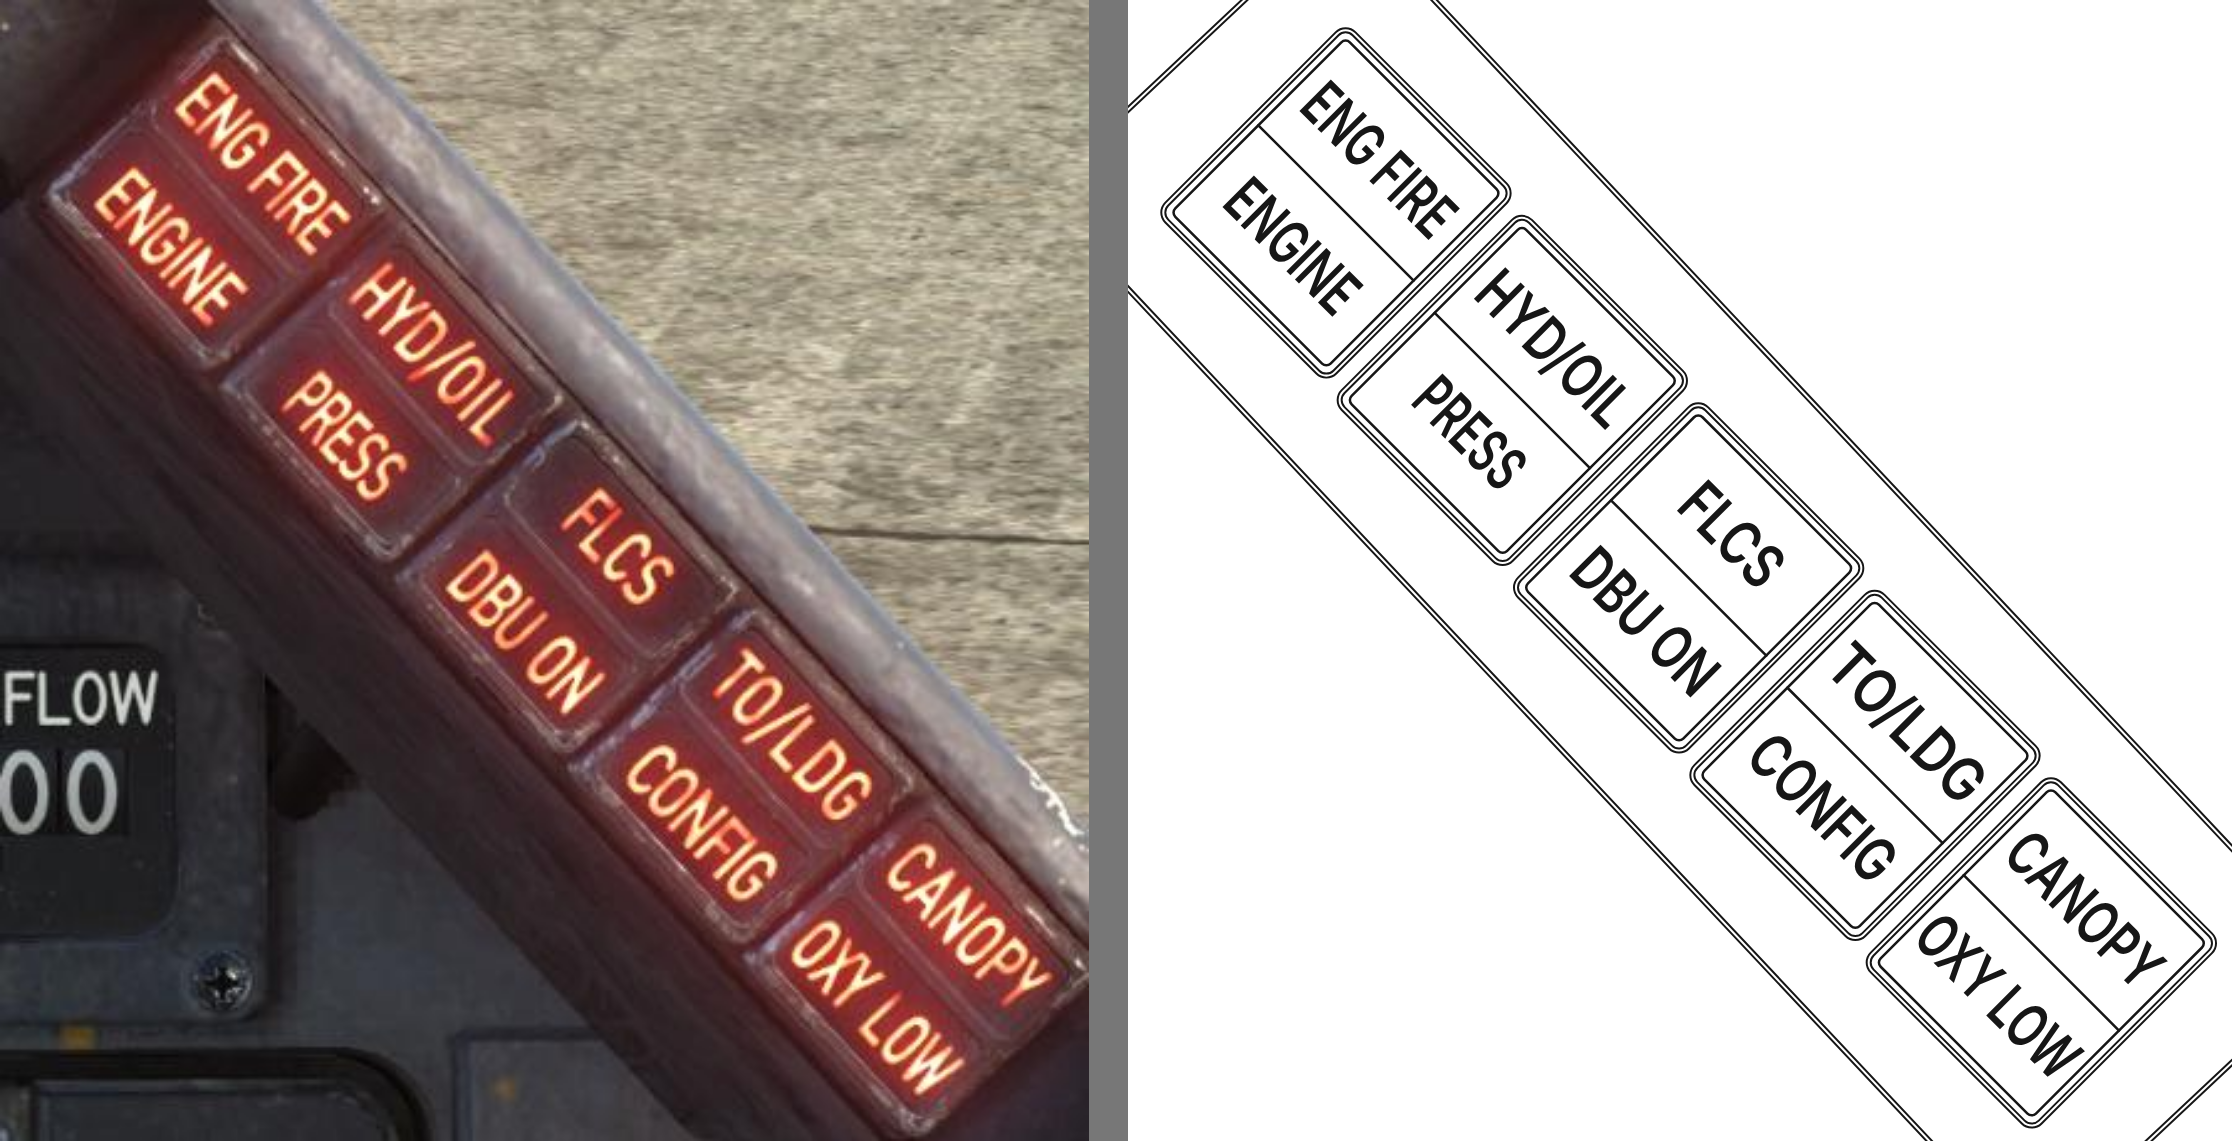 ENG FIRE
ENGINE
HYD/OIL
PRESS
FLCS
DBU ON
TO/LDG
CONFIG
CANOPY
OXY LOW
FLOW
00
ENG FIRE
ENGINE
HYD/OIL
PRESS
FLCS
DBU ON
TO/LDG
CONFIG
CANOPY
OXY LOW